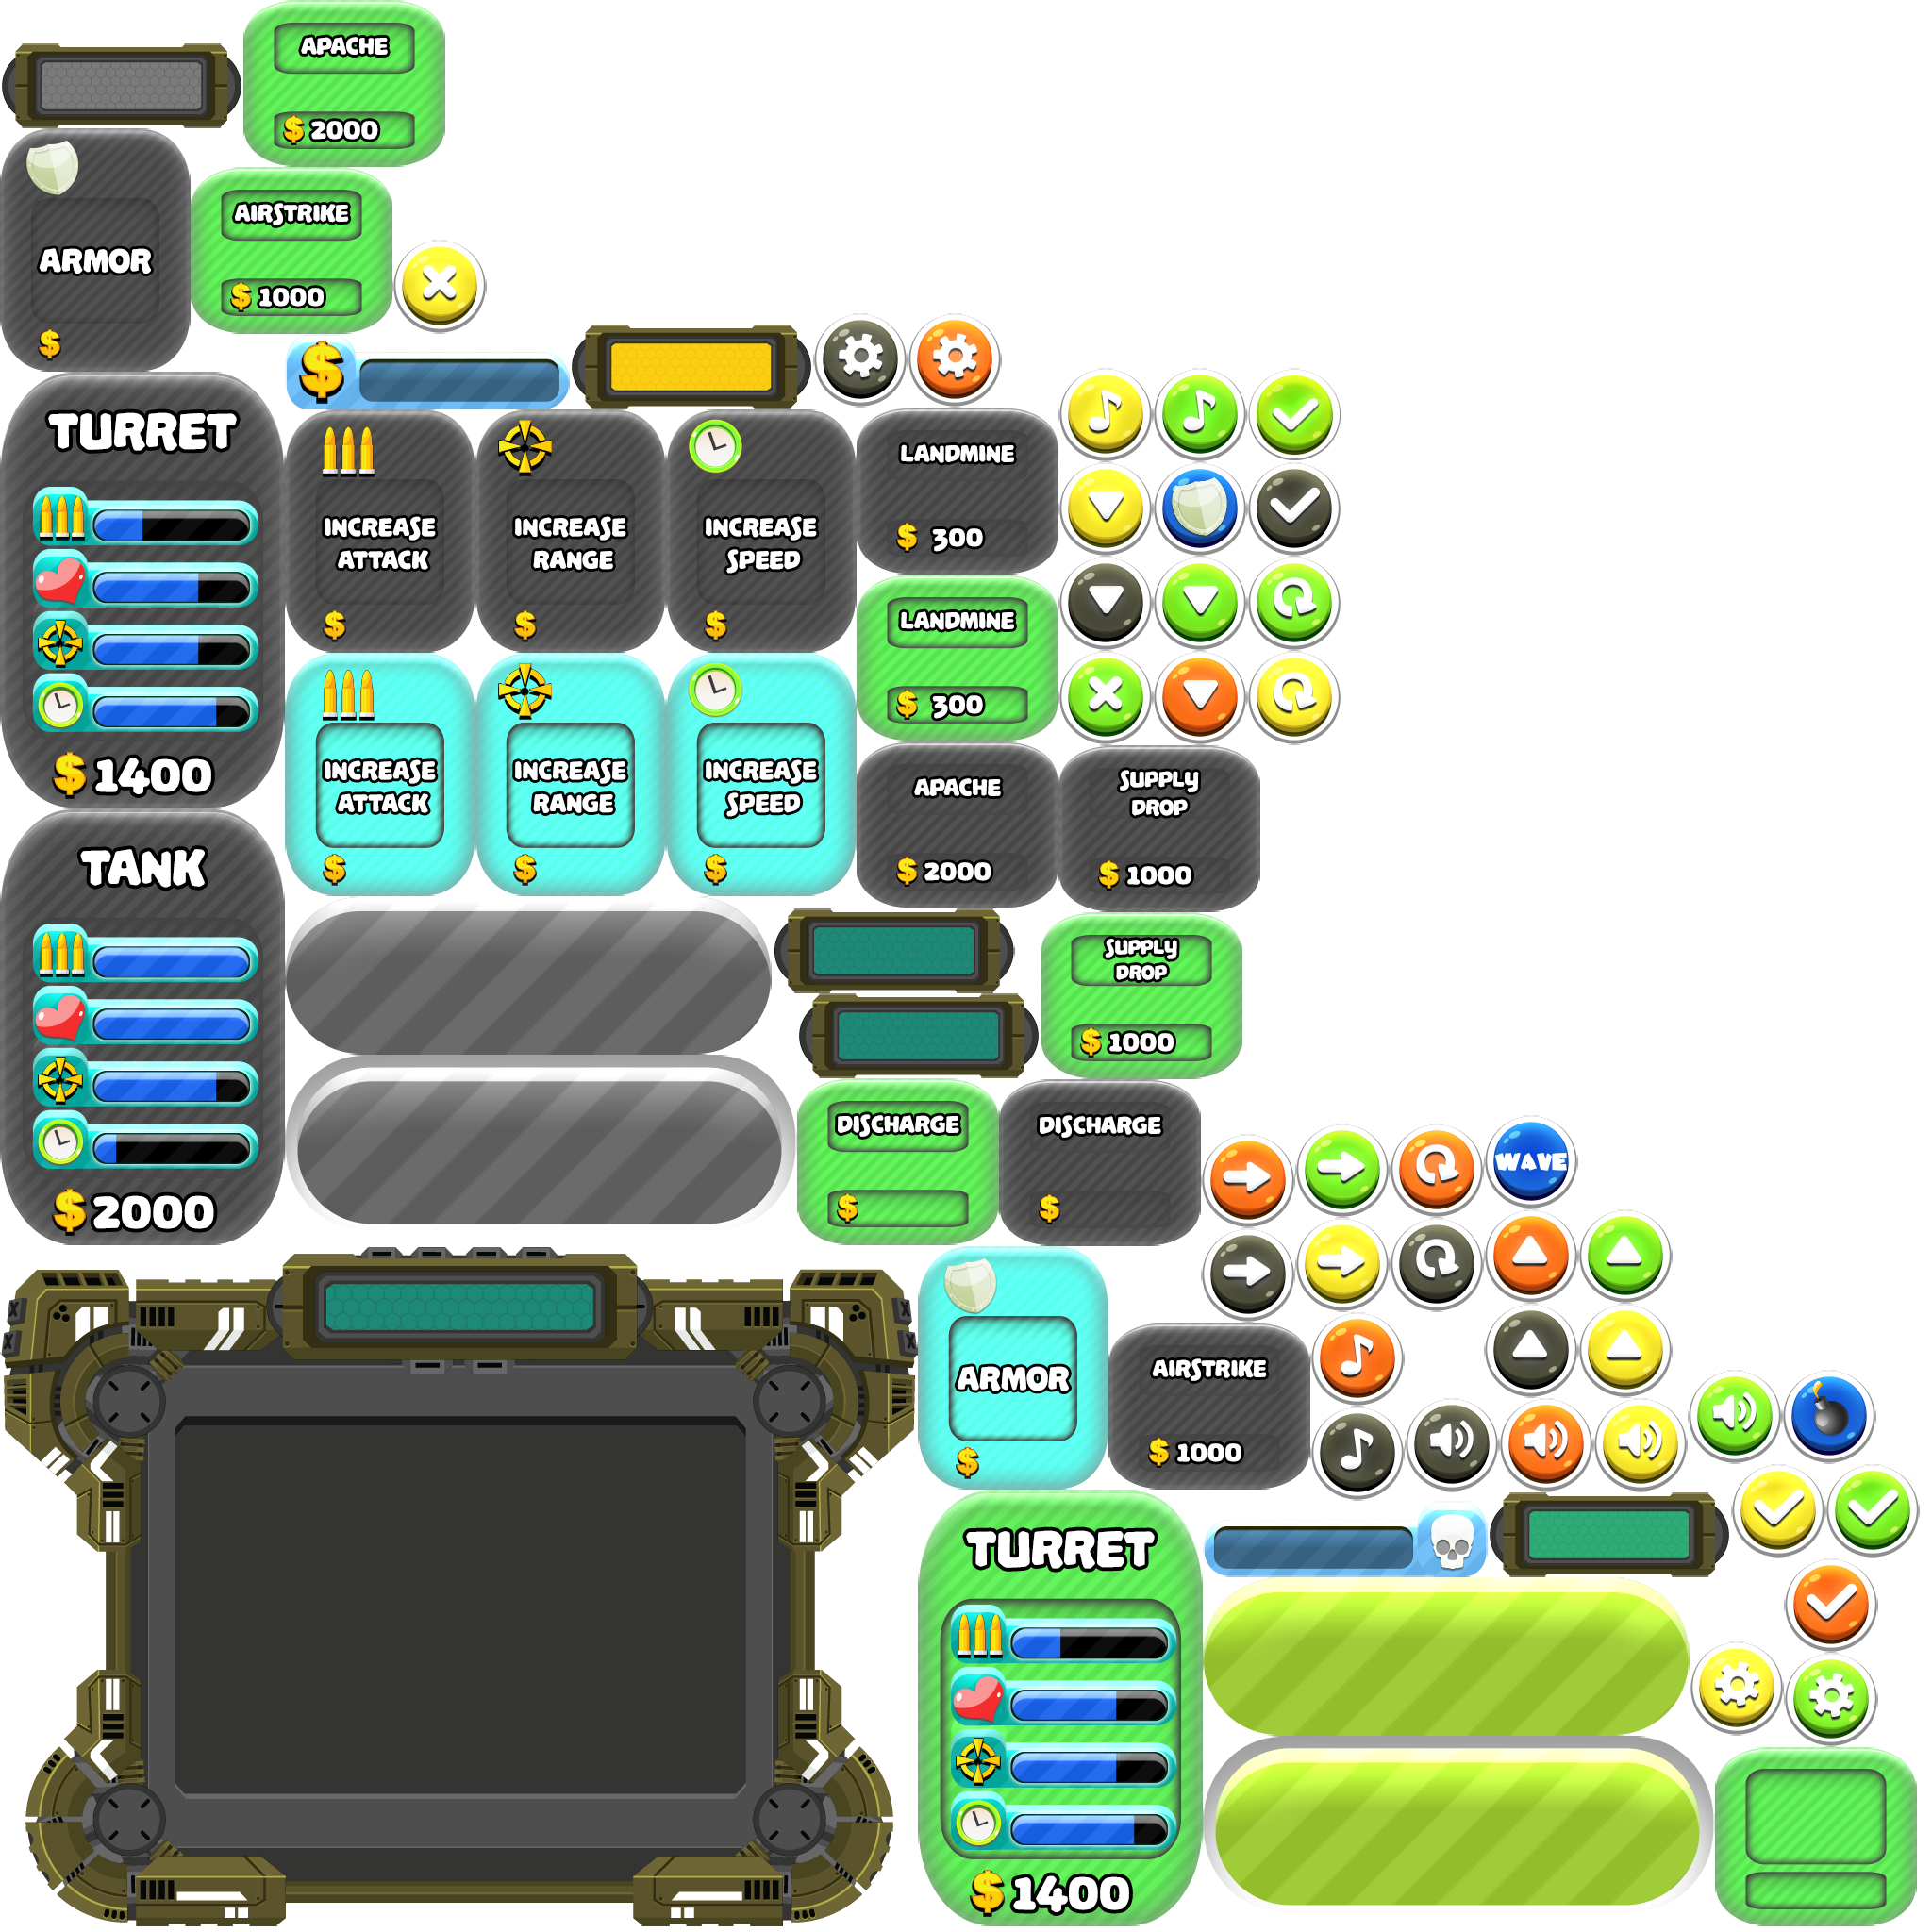 APACHE
$ 2000
ARMOR
$
AIRSTRIKE
$ 1000
$
TURRET
$ 1400
INCREASE
ATTACK
$
INCREASE
RANGE
$
INCREASE
SPEED
$
LANDMINE
$ 300
LANDMINE
$ 300
INCREASE
ATTACK
$
INCREASE
RANGE
$
INCREASE
SPEED
$
APACHE
$ 2000
SUPPLY
DROP
$ 1000
TANK
$ 2000
SUPPLY
DROP
$ 1000
DISCHARGE
$
DISCHARGE
$
WAVE
ARMOR
$
AIRSTRIKE
$ 1000
TURRET
$ 1400